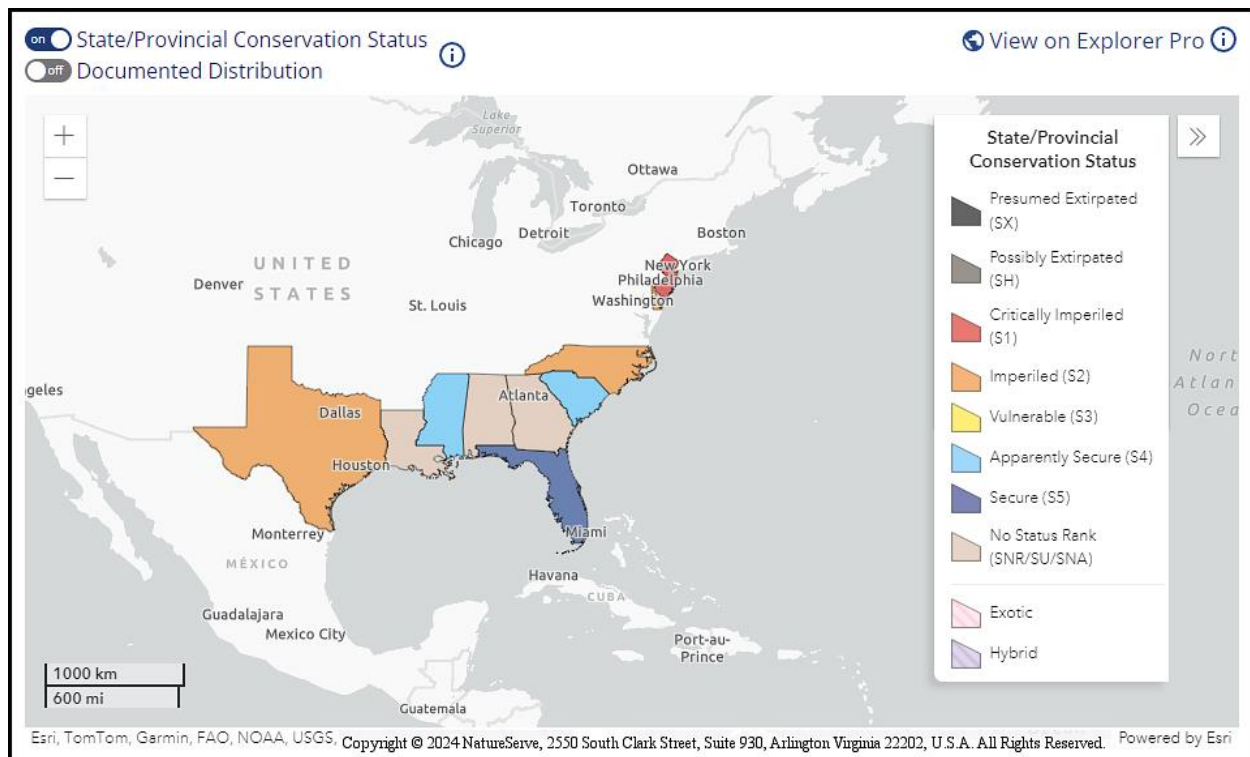 on State/Provincial Conservation Status
off Documented Distribution
View on Explorer Pro
Lake
Superior
Ottawa
Toronto
Boston
Detroit
Chicago
UNITED
STATES
New York
Philadelphia
Denver
Washington
St. Louis
geles
Atlanta
Dallas
Houston
Monterrey
Miami
MÉXICO
Havana
CUBA
Guadalajara
Mexico City
Port-au-
Prince
Guatemala
Nort
Atlan
Ocea
1000 km
600 mi
State/Provincial
Conservation Status
Presumed Extirpated
(SX)
Possibly Extirpated
(SH)
Critically Imperiled
(S1)
Imperiled (S2)
Vulnerable (S3)
Apparently Secure (S4)
Secure (S5)
No Status Rank
(SNR/SU/SNA)
Exotic
Hybrid
Esri, TomTom, Garmin, FAO, NOAA, USGS, Copyright © 2024 NatureServe, 2550 South Clark Street, Suite 930, Arlington Virginia 22202, U.S.A. All Rights Reserved. Powered by Esri